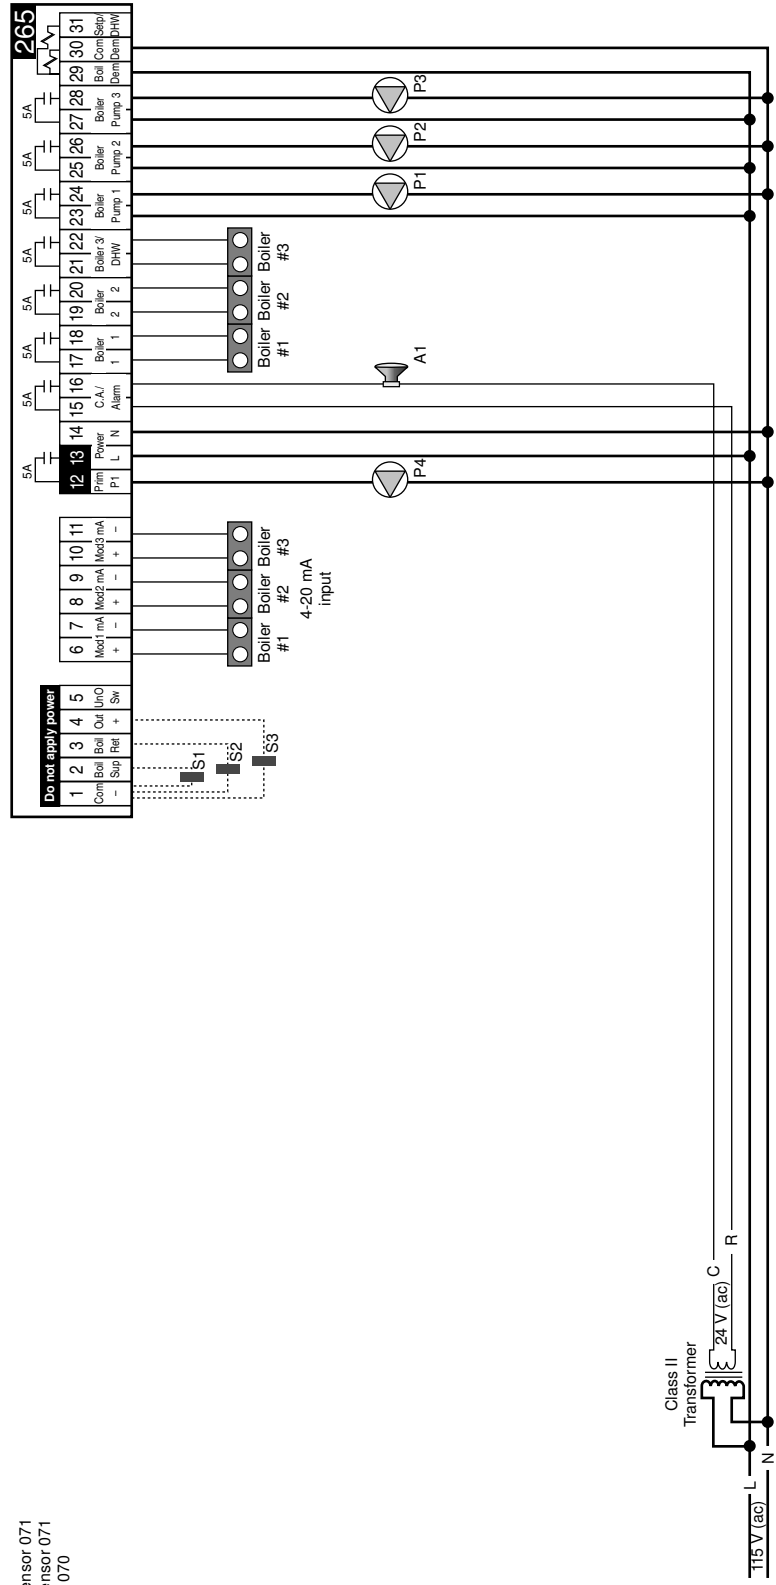 ensor 071
ensor 071
070
265
5A 5A 5A 5A 5A 5A 5A 5A
Do not apply power
1 2 3 4 5 6 7 8 9 10 11 12 13 14 15 16 17 18 19 20 21 22 23 24 25 26 27 28 29 30 31
Com Boil Boil Out UnO Mod1 mA Mod2 mA Mod3 mA Prim Power C.A./ Boiler Boiler Boiler 3/ Boiler Boiler Boiler Boil Com Setp/
– Sup Ret + Sw + – + – + – P1 L N Alarm 1 1 2 2 DHW Pump 1 Pump 2 Pump 3 Dem Dem DHW
S1
S2
S3
Boiler Boiler Boiler
#1 #2 #3
4-20 mA
input
Boiler Boiler Boiler
#1 #2 #3
P4
A1
P1
P2
P3
Class II
Transformer
24 V (ac)
C
R
L
115 V (ac)
N